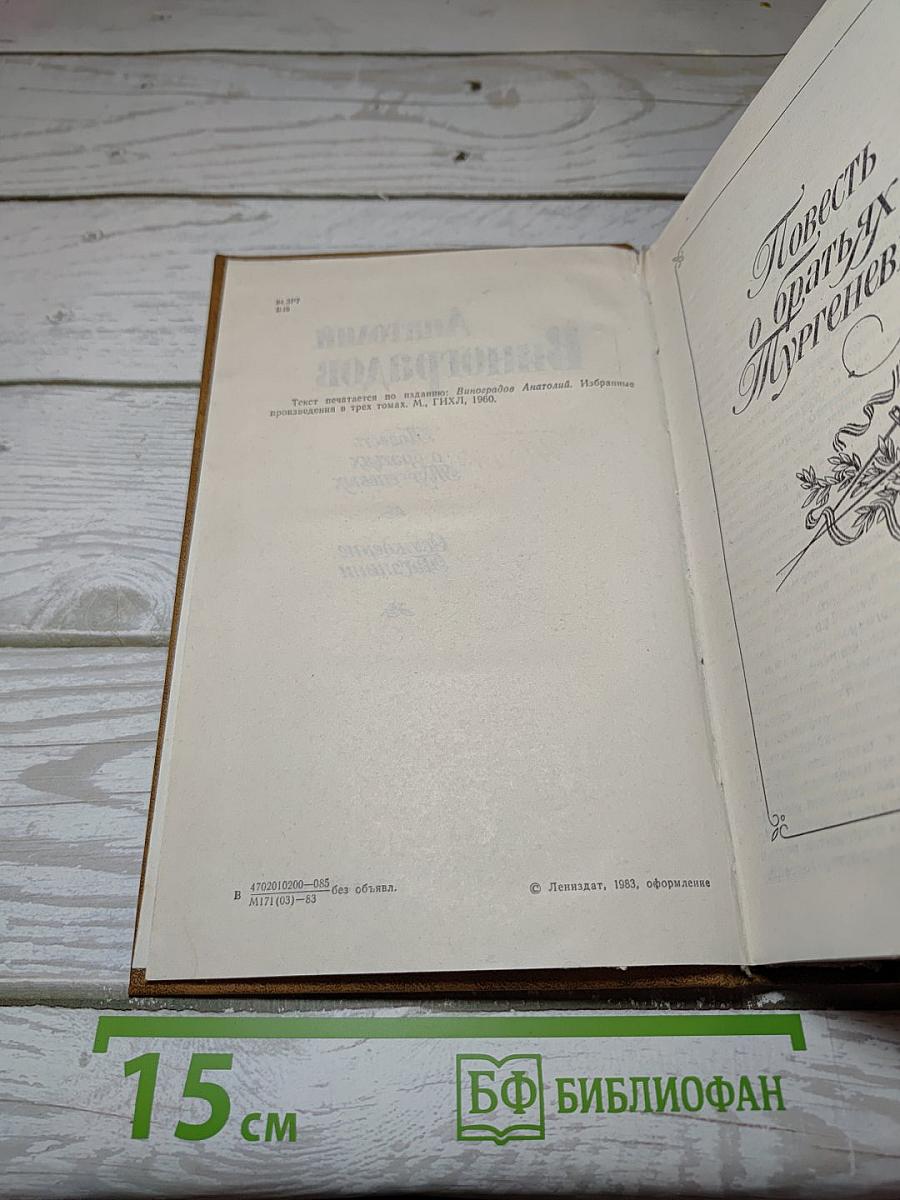 В18
Текст печатается по изданию: Виноградов Анатолий. Избранные
произведения в трех томах. М., ГИХЛ, 1960.
В 4702010200—085 без объявл.
М171(03)—83
© Лениздат, 1983, оформление
Повесть
о братьях
Тургенев
15 см
БФ БИБЛИОФАН